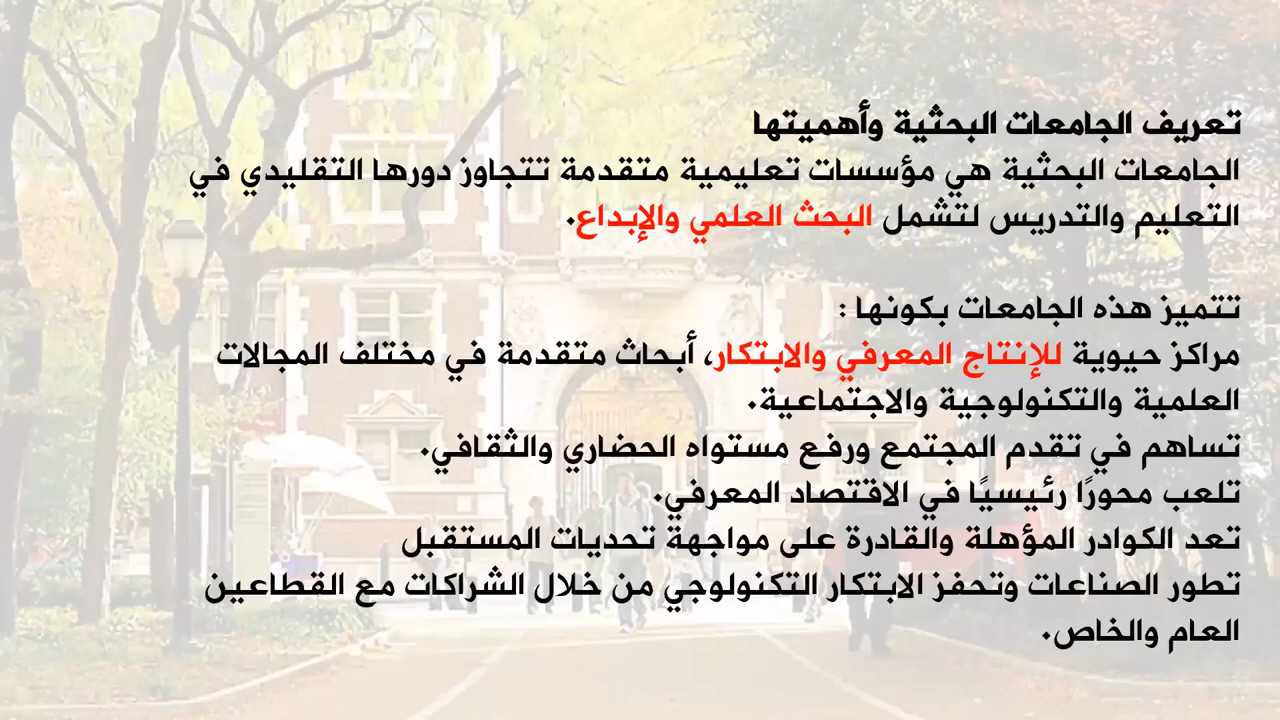 تعريف الجامعات البحثية وأهميتها
الجامعات البحثية هي مؤسسات تعليمية متقدمة تتجاوز دورها التقليدي في
التعليم والتدريس لتشمل البحث العلمي والإبداع.
تتميز هذه الجامعات بكونها :
مراكز حيوية للإنتاج المعرفي والابتكار، أبحاث متقدمة في مختلف المجالات
العلمية والتكنولوجية والاجتماعية.
تساهم في تقدم المجتمع ورفع مستواه الحضاري والثقافي.
تلعب محورًا رئيسيًا في الاقتصاد المعرفي.
تعد الكوادر المؤهلة والقادرة على مواجهة تحديات المستقبل
تطور الصناعات وتحفز الابتكار التكنولوجي من خلال الشراكات مع القطاعين
العام والخاص.